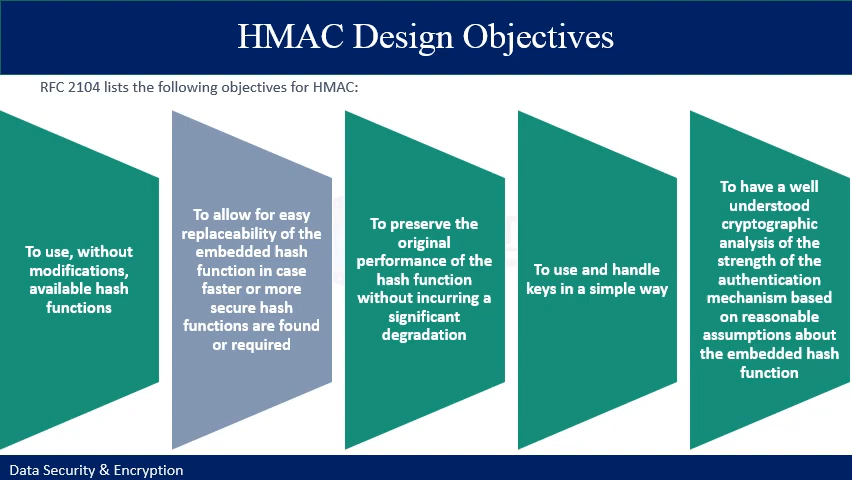 HMAC Design Objectives
RFC 2104 lists the following objectives for HMAC:
To use, without
modifications,
available hash
functions
To allow for easy
replaceability of the
embedded hash
function in case
faster or more
secure hash
functions are found
or required
To preserve the
original
performance of the
hash function
without incurring a
significant
degradation
To use and handle
keys in a simple way
To have a well
understood
cryptographic
analysis of the
strength of the
authentication
mechanism based
on reasonable
assumptions about
the embedded hash
function
Data Security & Encryption